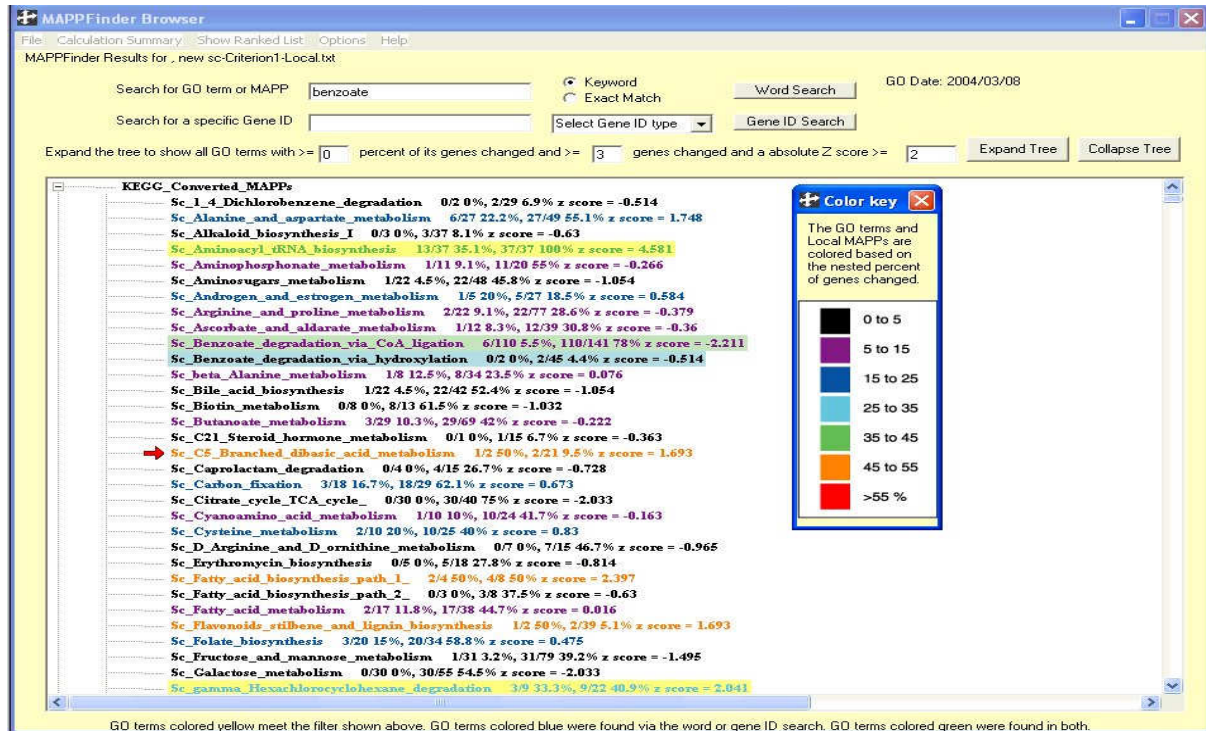 MAPPFinder Browser
File Calculation Summary Show Ranked List Options Help
MAPPFinder Results for , new sc-Criterion1-Local.txt
Search for GO term or MAPP benzoate Keyword Exact Match Word Search GO Date: 2004/03/08
Search for a specific Gene ID Select Gene ID type Gene ID Search
Expand the tree to show all GO terms with >= 0 percent of its genes changed and >= 3 genes changed and a absolute Z score >= 2 Expand Tree Collapse Tree
KEGG_Converted_MAPPs
Sc_1_4_Dichlorobenzene_degradation 0/2 0%, 2/29 6.9% z score = -0.514
Sc_Alanine_and_aspartate_metabolism 6/27 22.2%, 27/49 55.1% z score = 1.748
Sc_Alkaloid_biosynthesis_I 0/3 0%, 3/37 8.1% z score = -0.63
Sc_Aminoacyl_tRNA_biosynthesis 13/37 35.1%, 37/37 100% z score = 4.581
Sc_Aminophosphonate_metabolism 1/11 9.1%, 11/20 55% z score = -0.266
Sc_Aminosugars_metabolism 1/22 4.5%, 22/48 45.8% z score = -1.054
Sc_Androgen_and_estrogen_metabolism 1/5 20%, 5/27 18.5% z score = 0.584
Sc_Arginine_and_proline_metabolism 2/22 9.1%, 22/77 28.6% z score = -0.379
Sc_Ascorbate_and_aldarate_metabolism 1/12 8.3%, 12/39 30.8% z score = -0.36
Sc_Benzoate_degradation_via_CoA_ligation 6/110 5.5%, 110/141 78% z score = -2.211
Sc_Benzoate_degradation_via_hydroxylation 0/2 0%, 2/45 4.4% z score = -0.514
Sc_beta_Alanine_metabolism 1/8 12.5%, 8/34 23.5% z score = 0.076
Sc_Bile_acid_biosynthesis 1/22 4.5%, 22/42 52.4% z score = -1.054
Sc_Biotin_metabolism 0/8 0%, 8/13 61.5% z score = -1.032
Sc_Butanoate_metabolism 3/29 10.3%, 29/69 42% z score = -0.222
Sc_C21_Steroid_hormone_metabolism 0/1 0%, 1/15 6.7% z score = -0.363
Sc_C5_Branched_dibasic_acid_metabolism 1/2 50%, 2/21 9.5% z score = 1.693
Sc_Caprolactam_degradation 0/4 0%, 4/15 26.7% z score = -0.728
Sc_Carbon_fixation 3/18 16.7%, 18/29 62.1% z score = 0.673
Sc_Citrate_cycle_TCA_cycle_ 0/30 0%, 30/40 75% z score = -2.033
Sc_Cyanoamino_acid_metabolism 1/10 10%, 10/24 41.7% z score = -0.163
Sc_Cysteine_metabolism 2/10 20%, 10/25 40% z score = 0.83
Sc_D_Arginine_and_D_ornithine_metabolism 0/7 0%, 7/15 46.7% z score = -0.965
Sc_Erythromycin_biosynthesis 0/5 0%, 5/18 27.8% z score = -0.814
Sc_Fatty_acid_biosynthesis_path_1_ 2/4 50%, 4/8 50% z score = 2.397
Sc_Fatty_acid_biosynthesis_path_2_ 0/3 0%, 3/8 37.5% z score = -0.63
Sc_Fatty_acid_metabolism 2/17 11.8%, 17/38 44.7% z score = 0.016
Sc_Flavonoids_stilbene_and_lignin_biosynthesis 1/2 50%, 2/39 5.1% z score = 1.693
Sc_Folate_biosynthesis 3/20 15%, 20/34 58.8% z score = 0.475
Sc_Fructose_and_mannose_metabolism 1/31 3.2%, 31/79 39.2% z score = -1.495
Sc_Galactose_metabolism 0/30 0%, 30/55 54.5% z score = -2.033
Sc_gamma_Hexachlorocyclohexane_degradation 3/9 33.3%, 9/22 40.9% z score = 2.041
Color key
The GO terms and
Local MAPPs are
colored based on
the nested percent
of genes changed.
0 to 5
5 to 15
15 to 25
25 to 35
35 to 45
45 to 55
>55 %
GO terms colored yellow meet the filter shown above. GO terms colored blue were found via the word or gene ID search. GO terms colored green were found in both.